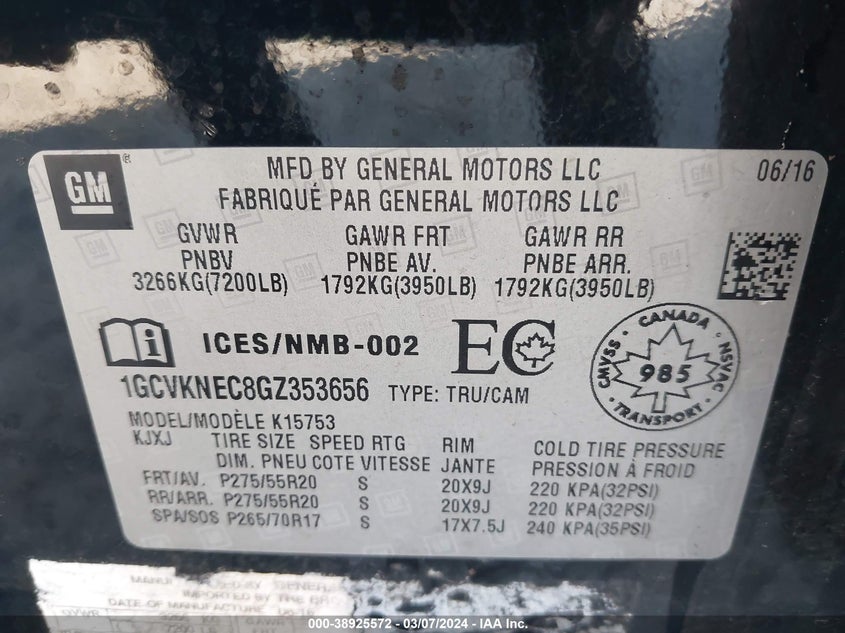 GM
MFD BY GENERAL MOTORS LLC
06/16
FABRIQUÉ PAR GENERAL MOTORS LLC
GVWR GAWR FRT GAWR RR
PNBV PNBE AV. PNBE ARR.
3266KG(7200LB) 1792KG(3950LB) 1792KG(3950LB)
ICES/NMB-002 EC
CANADA CMVSS 985 NSVAC TRANSPORT
1GCVKNEC8GZ353656 TYPE: TRU/CAM
MODEL/MODÈLE K15753
KJXJ TIRE SIZE SPEED RTG RIM COLD TIRE PRESSURE
DIM. PNEU COTE VITESSE JANTE PRESSION À FROID
FRT/AV. P275/55R20 S 20X9J 220 KPA(32PSI)
RR/ARR. P275/55R20 S 20X9J 220 KPA(32PSI)
SPA/SOS P265/70R17 S 17X7.5J 240 KPA(35PSI)
DATE OF MANUFACTURE
000-38925572 - 03/07/2024 - IAA Inc.